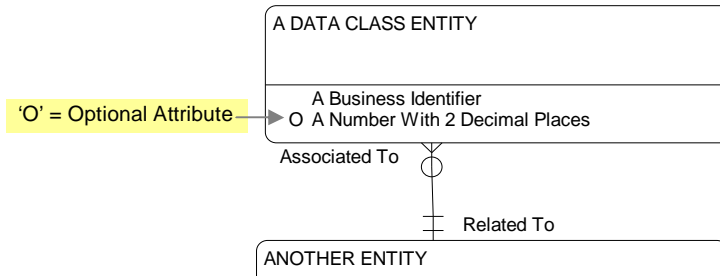 A DATA CLASS ENTITY
A Business Identifier
‘O’ = Optional Attribute
O A Number With 2 Decimal Places
Associated To
Related To
ANOTHER ENTITY